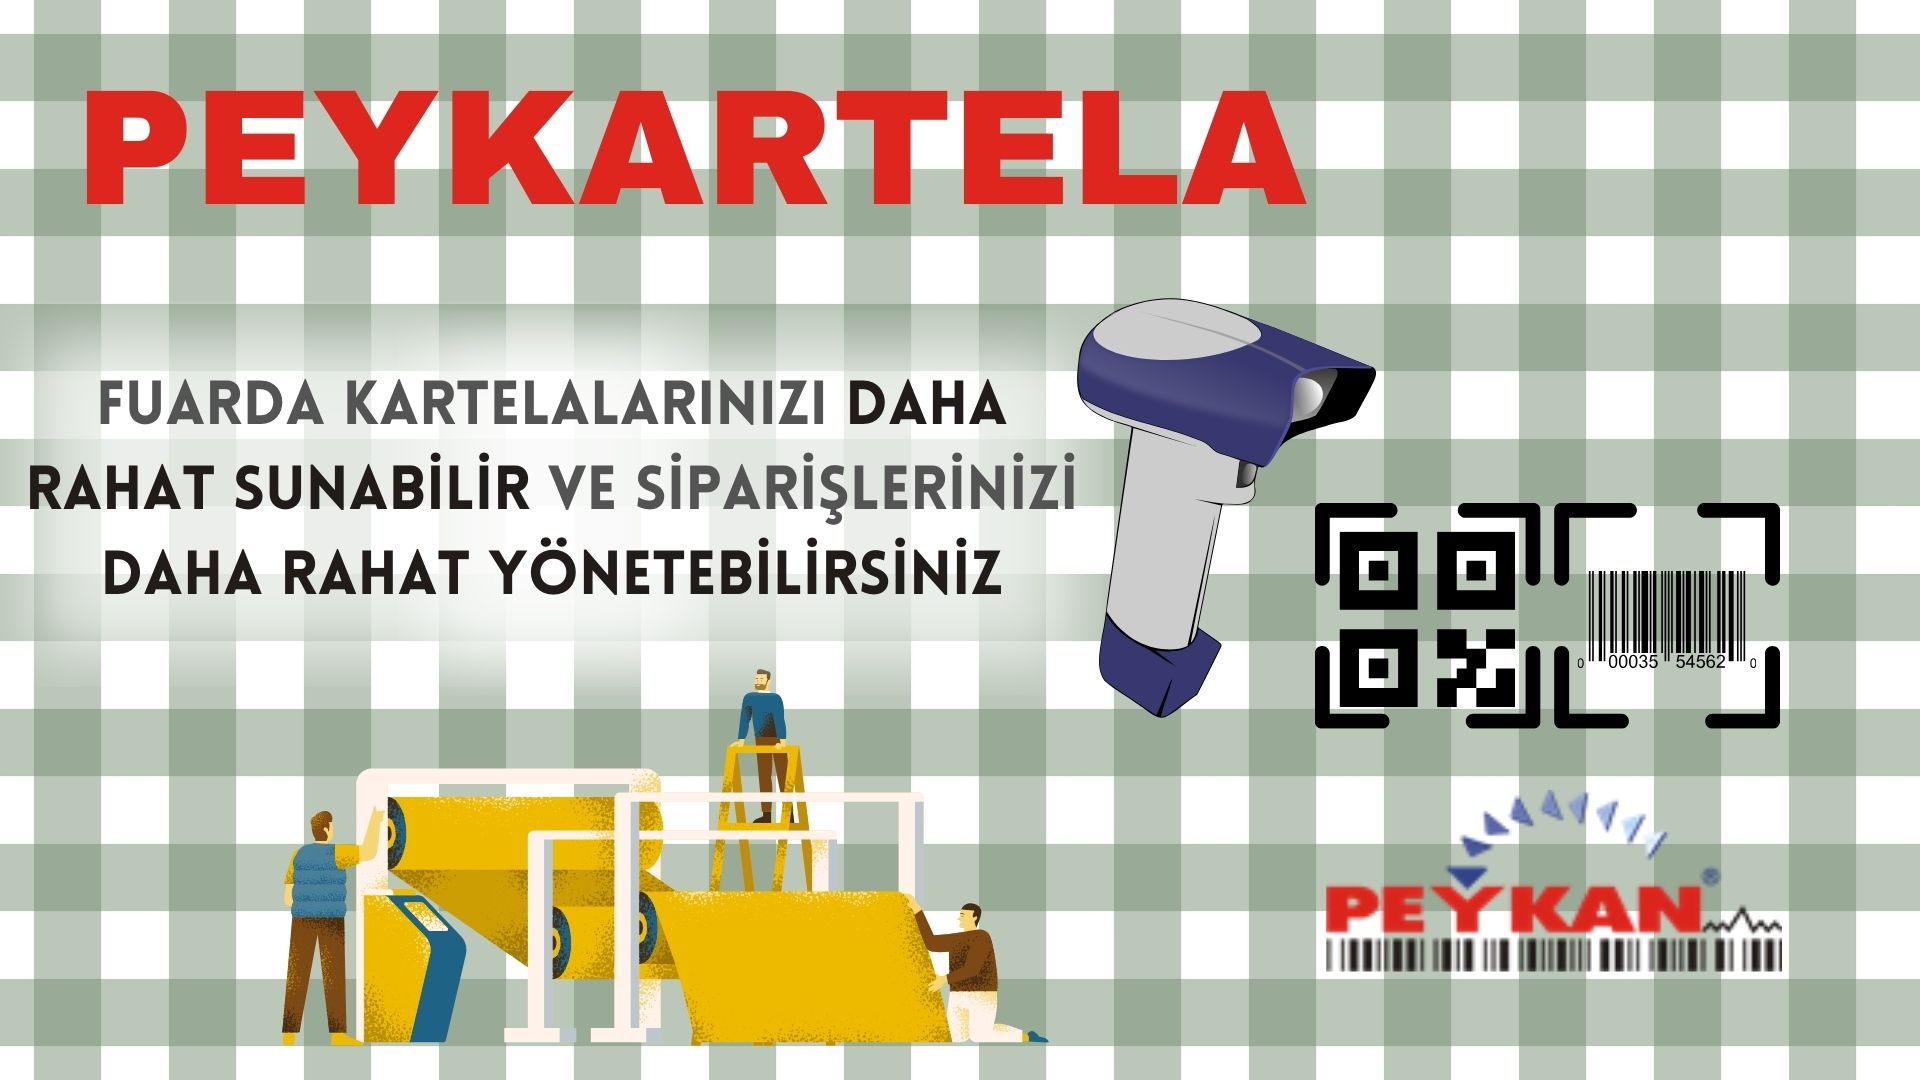 PEYKARTELA
FUARDA KARTELALARINIZI DAHA
RAHAT SUNABİLİR VE SİPARİŞLERİNİZİ
DAHA RAHAT YÖNETEBİLİRSİNİZ
0 00035 54562 0
PEYKAN®